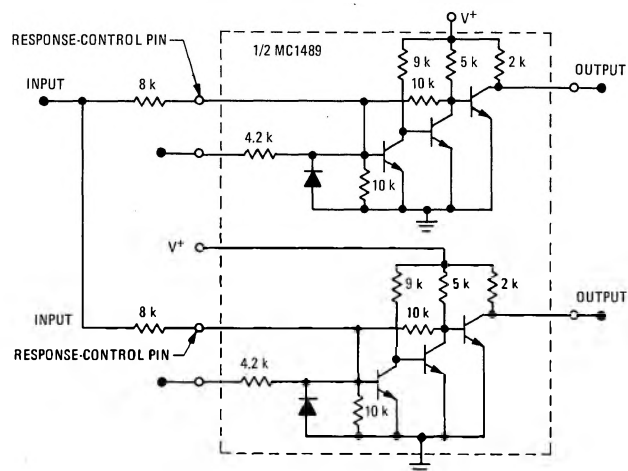 V+
RESPONSE-CONTROL PIN
1/2 MC1489
9 k
5 k
2 k
INPUT
8 k
10 k
OUTPUT
4.2 k
10 k
V+
9 k
5 k
2 k
8 k
10 k
OUTPUT
INPUT
RESPONSE-CONTROL PIN
4.2 k
10 k